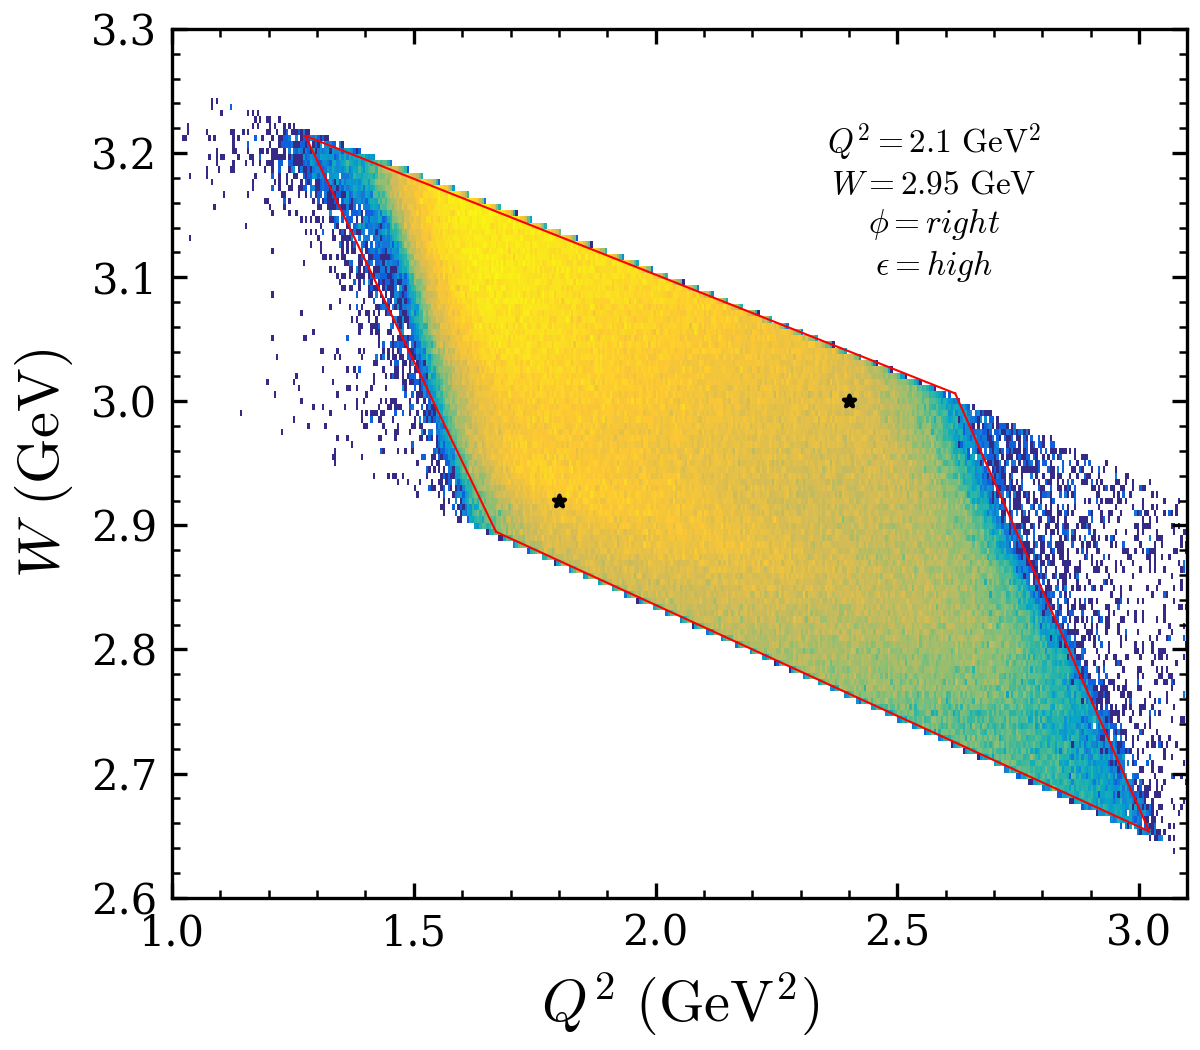 3.3
3.2
3.1
3.0
2.9
2.8
2.7
2.6
W (GeV)
Q² = 2.1 GeV²
W = 2.95 GeV
ϕ = right
ϵ = high
1.0 1.5 2.0 2.5 3.0
Q² (GeV²)